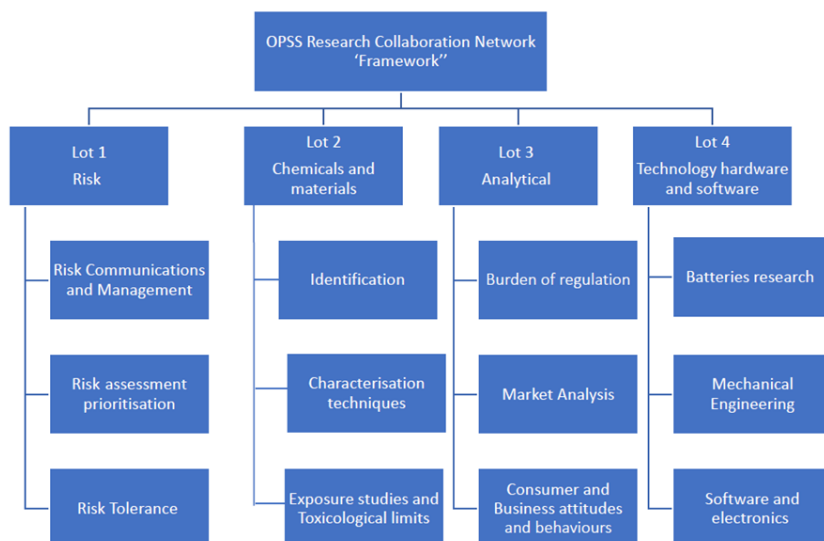 OPSS Research Collaboration Network
‘Framework’’
Lot 1
Risk
Lot 2
Chemicals and
materials
Lot 3
Analytical
Lot 4
Technology hardware
and software
Risk Communications
and Management
Identification
Burden of regulation
Batteries research
Risk assessment
prioritisation
Characterisation
techniques
Market Analysis
Mechanical
Engineering
Risk Tolerance
Exposure studies and
Toxicological limits
Consumer and
Business attitudes
and behaviours
Software and
electronics